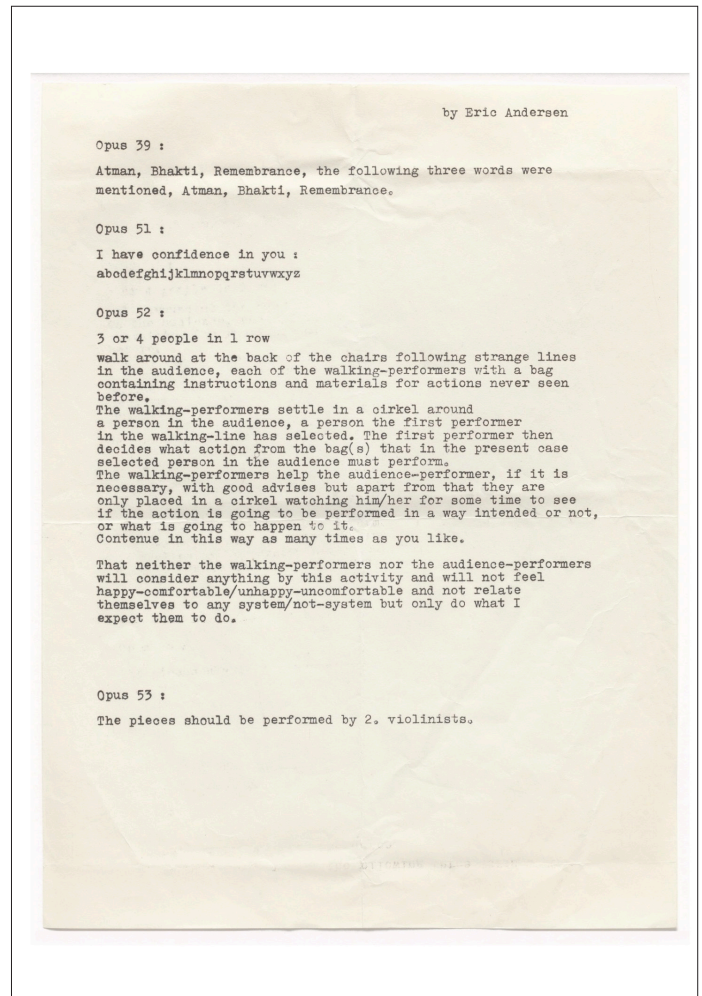 by Eric Andersen
Opus 39 :
Atman, Bhakti, Remembrance, the following three words were
mentioned, Atman, Bhakti, Remembrance.
Opus 51 :
I have confidence in you :
abcdefghijklmnopqrstuvwxyz
Opus 52 :
3 or 4 people in 1 row
walk around at the back of the chairs following strange lines
in the audience, each of the walking-performers with a bag
containing instructions and materials for actions never seen
before.
The walking-performers settle in a cirkel around
a person in the audience, a person the first performer
in the walking-line has selected. The first performer then
decides what action from the bag(s) that in the present case
selected person in the audience must perform.
The walking-performers help the audience-performer, if it is
necessary, with good advises but apart from that they are
only placed in a cirkel watching him/her for some time to see
if the action is going to be performed in a way intended or not,
or what is going to happen to it.
Contenue in this way as many times as you like.
That neither the walking-performers nor the audience-performers
will consider anything by this activity and will not feel
happy-comfortable/unhappy-uncomfortable and not relate
themselves to any system/not-system but only do what I
expect them to do.
Opus 53 :
The pieces should be performed by 2. violinists.